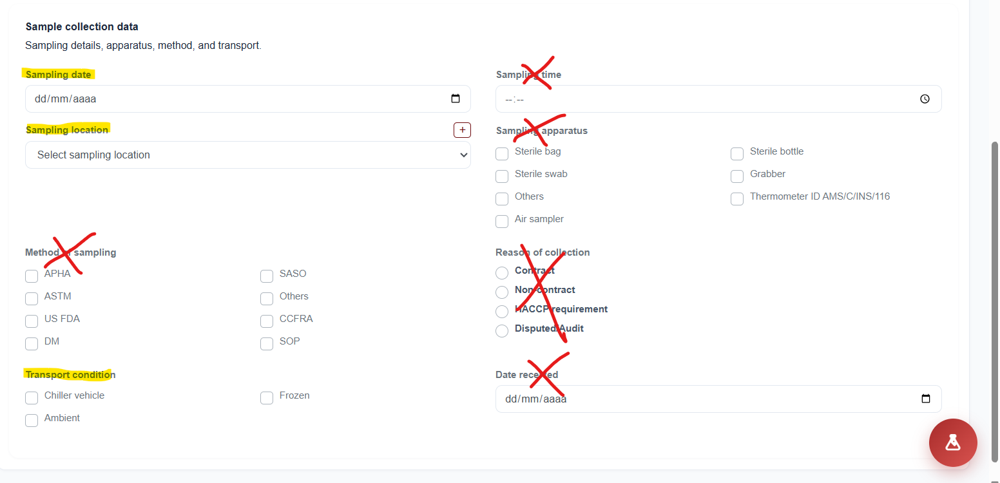 Sample collection data
Sampling details, apparatus, method, and transport.
Sampling date
Sampling time
dd/mm/aaaa
--:--
Sampling location
+
Sampling apparatus
Select sampling location
Sterile bag
Sterile bottle
Sterile swab
Grabber
Others
Thermometer ID AMS/C/INS/116
Air sampler
Method of sampling
Reason of collection
APHA
SASO
Contract
ASTM
Others
Non-contract
US FDA
CCFRA
HACCP requirement
DM
SOP
Disputed/Audit
Transport condition
Date received
Chiller vehicle
Frozen
dd/mm/aaaa
Ambient